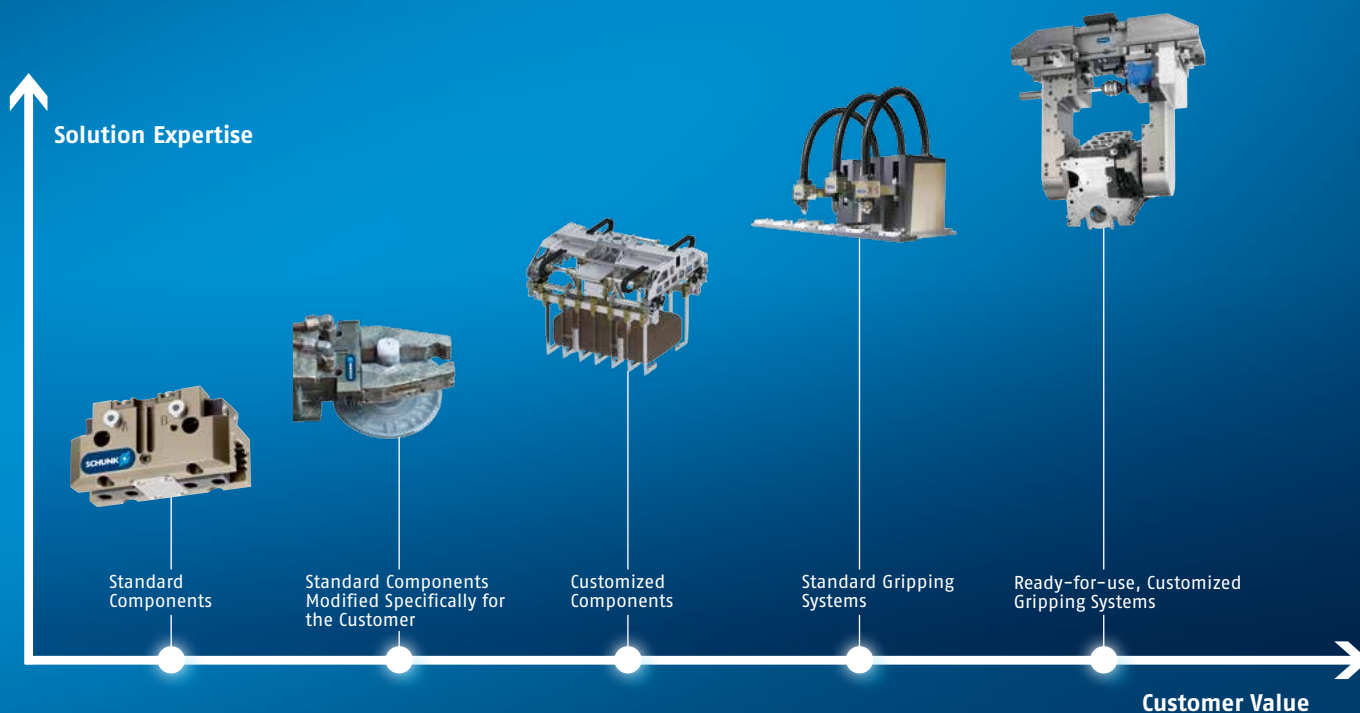 Solution Expertise
A
B
SCHUNK
SCHUNK
Standard
Components
Standard Components
Modified Specifically for
the Customer
Customized
Components
Standard Gripping
Systems
Ready-for-use, Customized
Gripping Systems
Customer Value